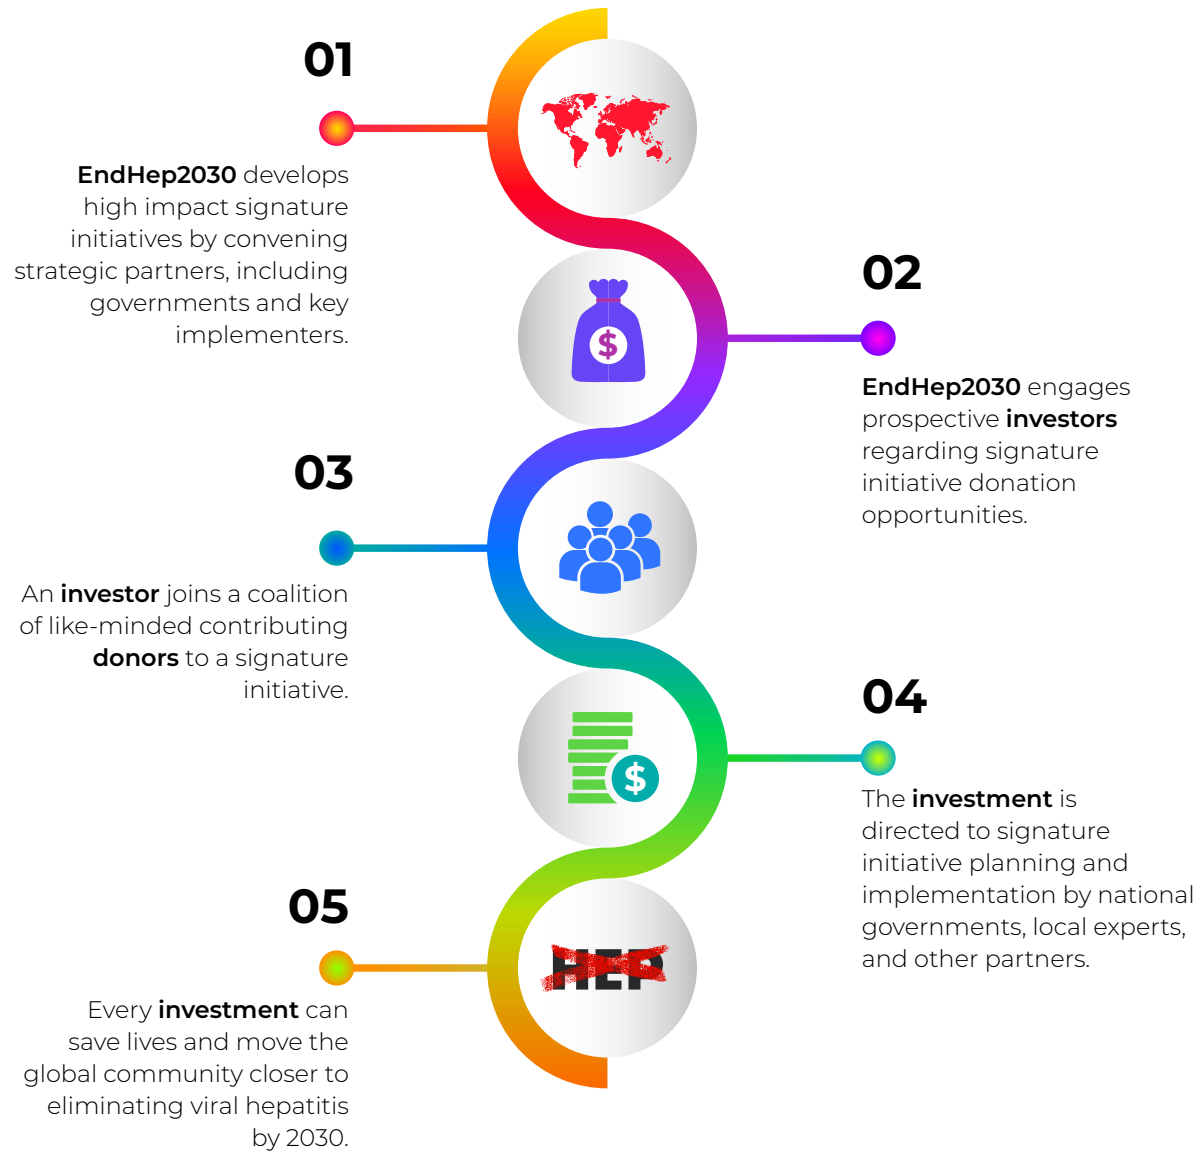 01
EndHep2030 develops
high impact signature
initiatives by convening
strategic partners, including
governments and key
implementers.
02
$
EndHep2030 engages
prospective investors
regarding signature
initiative donation
opportunities.
03
An investor joins a coalition
of like-minded contributing
donors to a signature
initiative.
04
$
The investment is
directed to signature
initiative planning and
implementation by national
governments, local experts,
and other partners.
05
HEP
Every investment can
save lives and move the
global community closer to
eliminating viral hepatitis
by 2030.